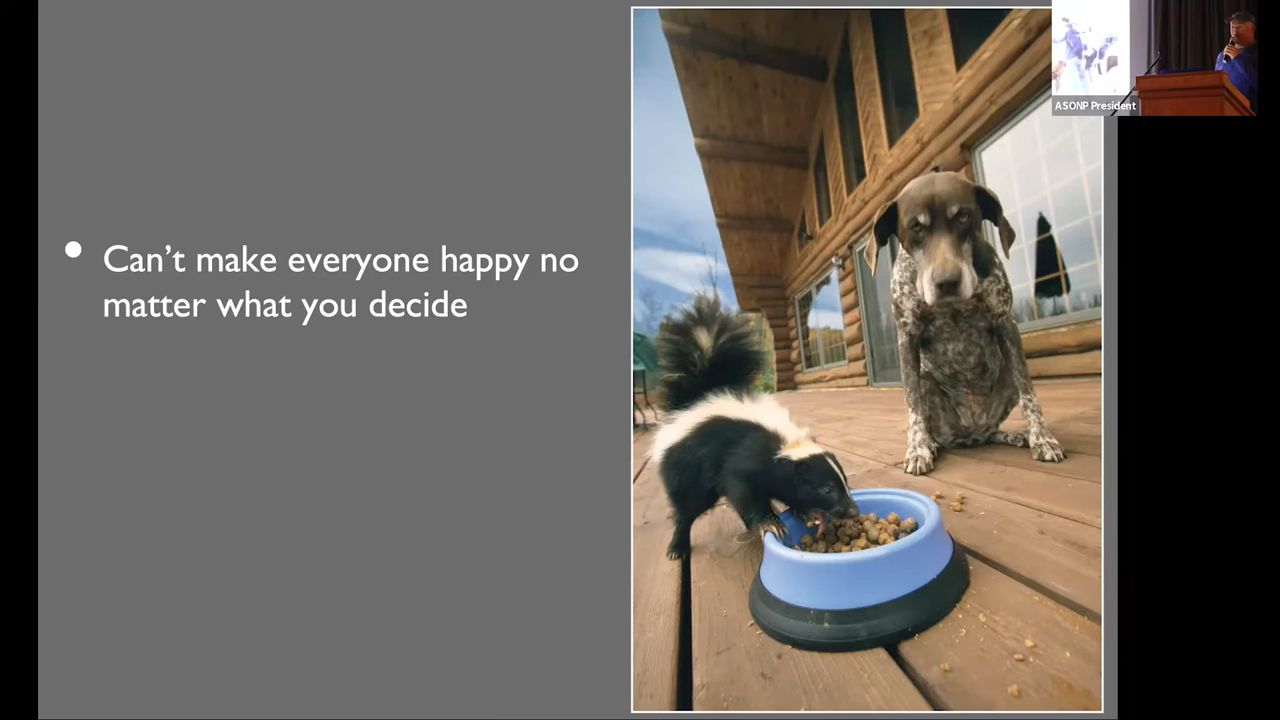 ASONP President
• Can’t make everyone happy no
matter what you decide